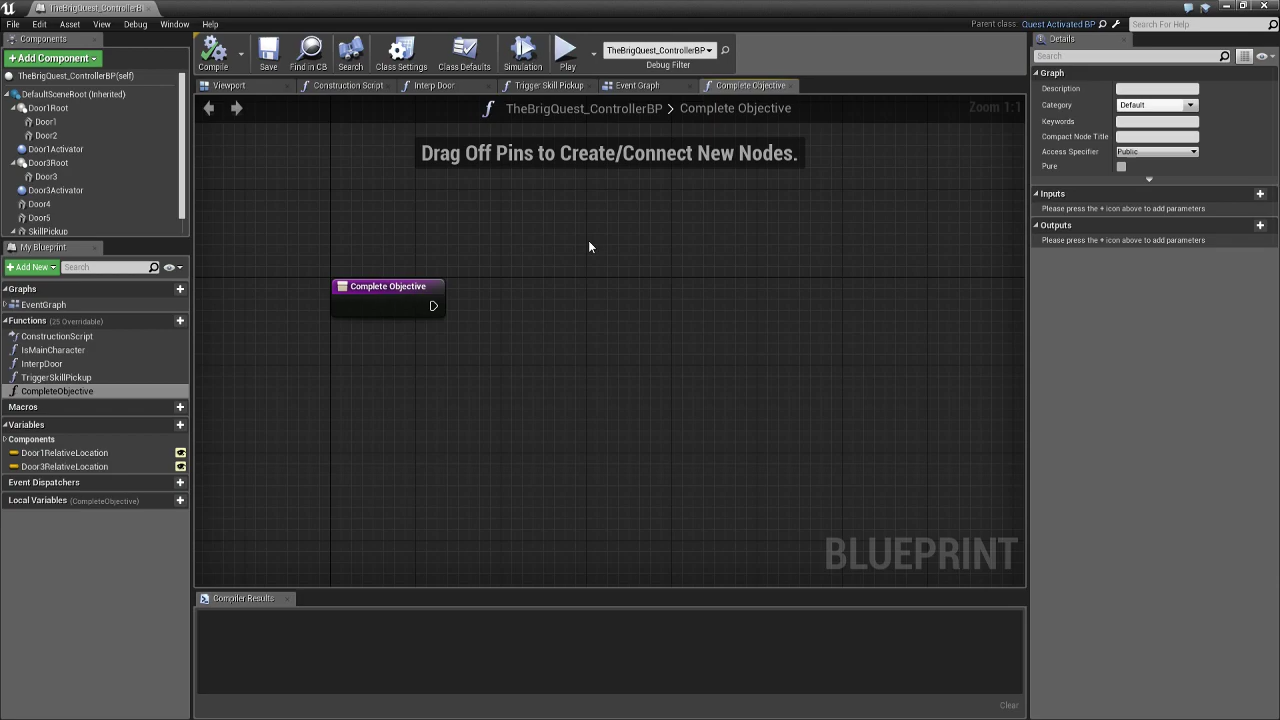 TheBrigQuest_ControllerBI
File Edit Asset View Debug Window Help
Parent class: Quest Activated BP
Search For Help
Components
+ Add Component
TheBrigQuest_ControllerBP(self)
DefaultSceneRoot (Inherited)
Door1Root
Door1
Door2
Door1Activator
Door3Root
Door3
Door3Activator
Door4
Door5
SkillPickup
My Blueprint
+ Add New
Search
Graphs
EventGraph
Functions (25 Overridable)
ConstructionScript
IsMainCharacter
InterpDoor
TriggerSkillPickup
CompleteObjective
Macros
Variables
Components
Door1RelativeLocation
Door3RelativeLocation
Event Dispatchers
Local Variables (CompleteObjective)
Compile Save Find in CB Search Class Settings Class Defaults Simulation Play
TheBrigQuest_ControllerBP
Debug Filter
Viewport Construction Script Interp Door Trigger Skill Pickup Event Graph Complete Objective
TheBrigQuest_ControllerBP > Complete Objective
Zoom 1:1
Drag Off Pins to Create/Connect New Nodes.
Complete Objective
BLUEPRINT
Compiler Results
Clear
Details
Search
Graph
Description
Category Default
Keywords
Compact Node Title
Access Specifier Public
Pure
Inputs
Please press the + icon above to add parameters
Outputs
Please press the + icon above to add parameters